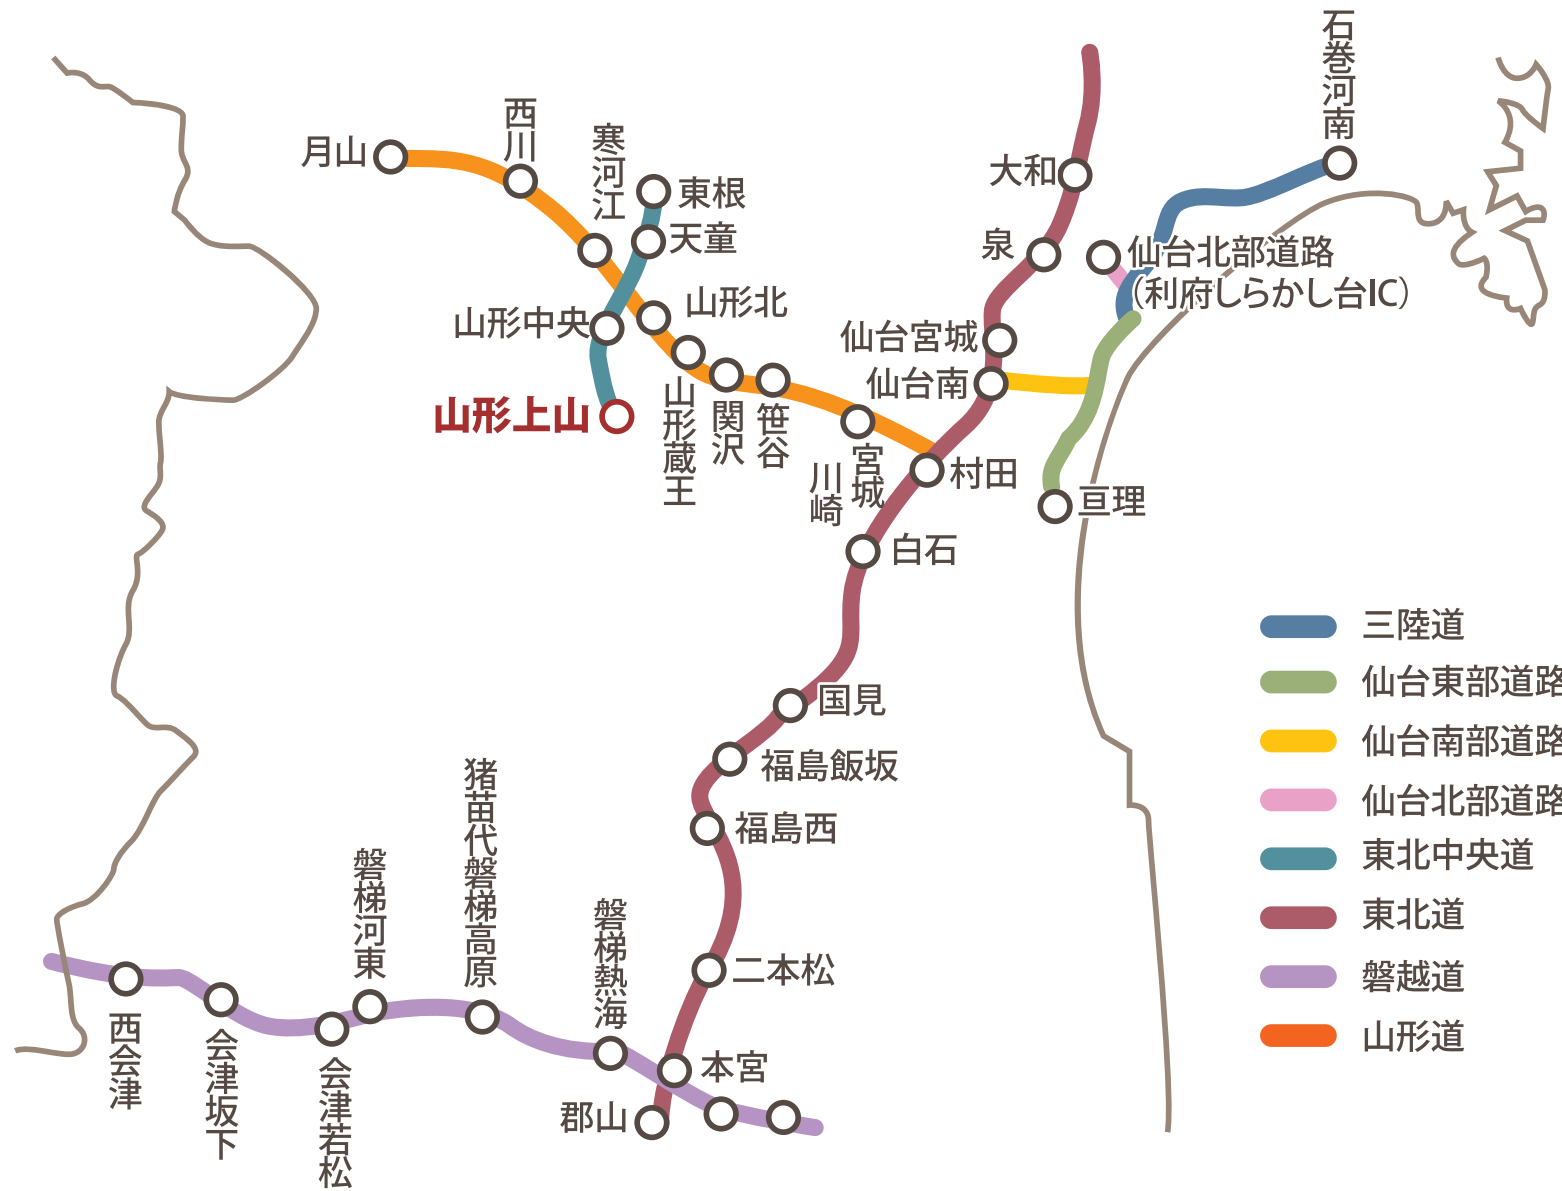 石巻河南
西川
寒河江
月山
東根
天童
大和
泉
仙台北部道路
（利府しらかし台IC）
山形北
山形中央
仙台宮城
仙台南
山形上山
山形蔵王
関沢
笹谷
宮城
川崎
村田
亘理
白石
国見
福島飯坂
福島西
二本松
本宮
郡山
猪苗代磐梯高原
磐梯河東
磐梯熱海
西会津
会津坂下
会津若松
三陸道
仙台東部道路
仙台南部道路
仙台北部道路
東北中央道
東北道
磐越道
山形道